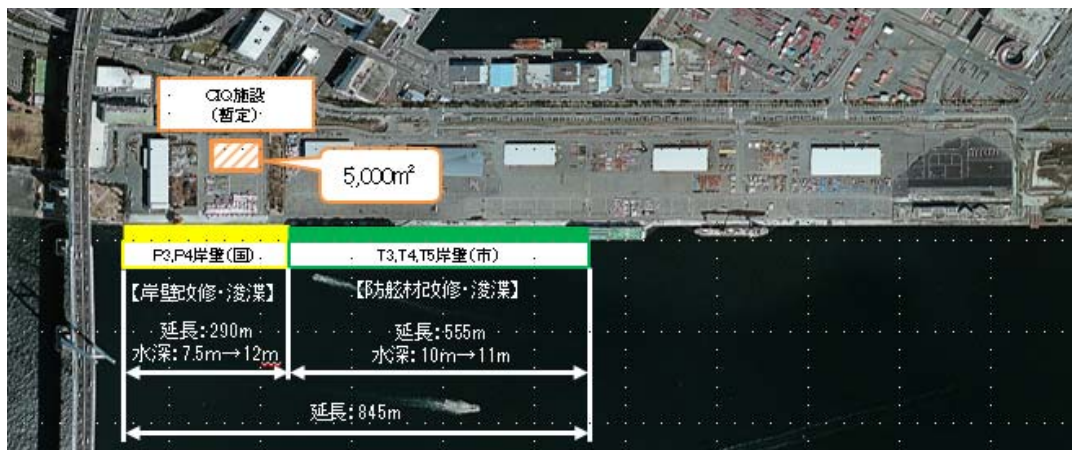 CIQ施設
(暫定)
5,000m²
P3,P4岸壁(国)
T3,T4,T5岸壁(市)
【岸壁改修・浚渫】
延長:290m
水深:7.5m→12m
【防舷材改修・浚渫】
延長:555m
水深:10m→11m
延長:845m